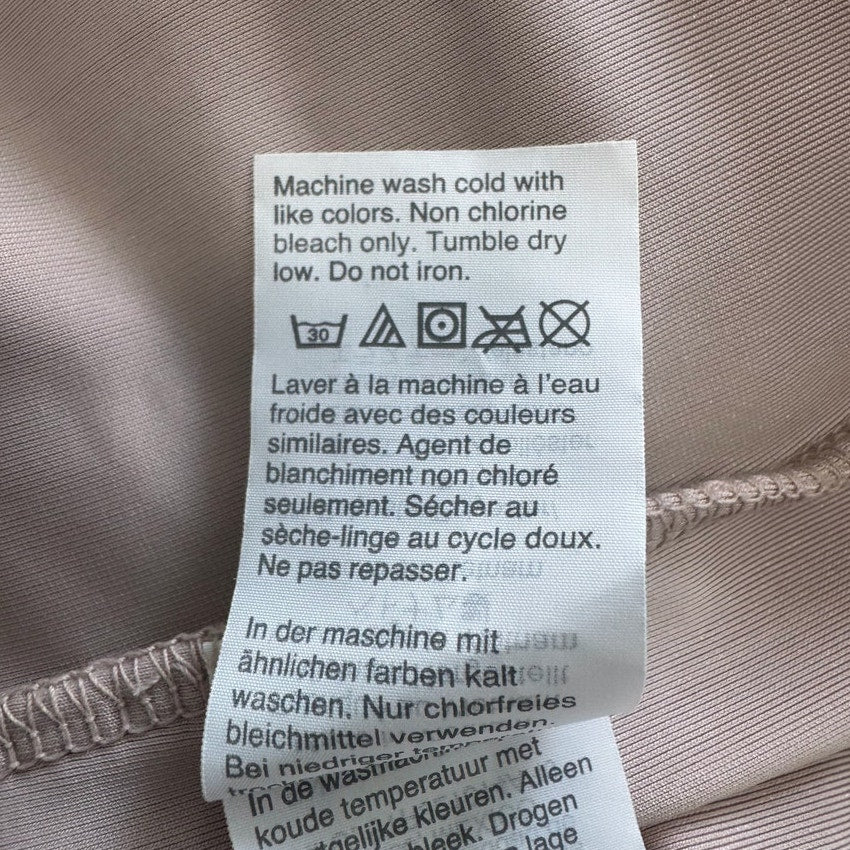 Machine wash cold with
like colors. Non chlorine
bleach only. Tumble dry
low. Do not iron.
30
Laver à la machine à l'eau
froide avec des couleurs
similaires. Agent de
blanchiment non chloré
seulement. Sécher au
sèche-linge au cycle doux.
Ne pas repasser.
In der maschine mit
ähnlichen farben kalt
waschen. Nur chlorfreies
bleichmittel verwenden.
Bei niedriger
In de
koude temperatuur met
kleuren. Alleen
Drogen
lage